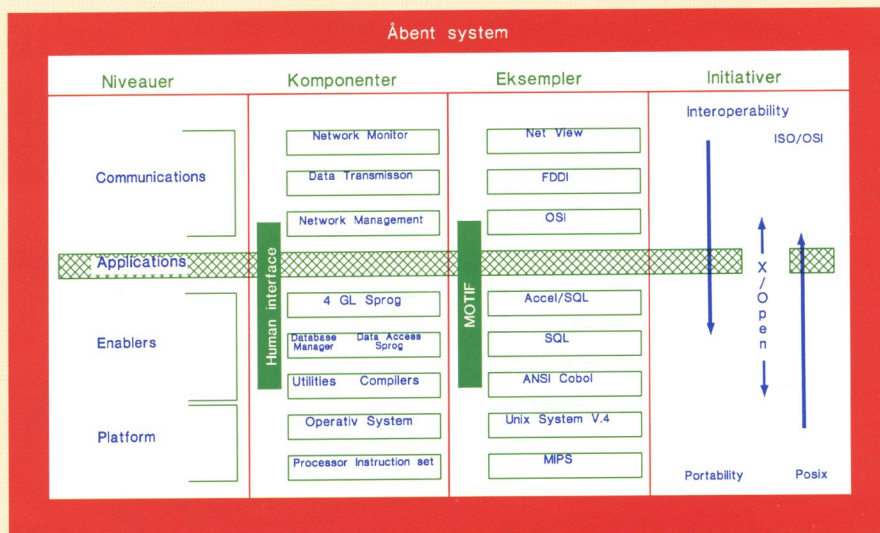 Åbent system
Niveauer
Komponenter
Eksempler
Initiativer
Communications
Applications
Enablers
Platform
Network Monitor
Data Transmisson
Network Management
Human interface
4 GL Sprog
Database Manager
Data Access Sprog
Utilities Compilers
Operativ System
Processor Instruction set
Net View
FDDI
OSI
MOTIF
Accel/SQL
SQL
ANSI Cobol
Unix System V.4
MIPS
Interoperability
ISO/OSI
X/Open
Portability
Posix